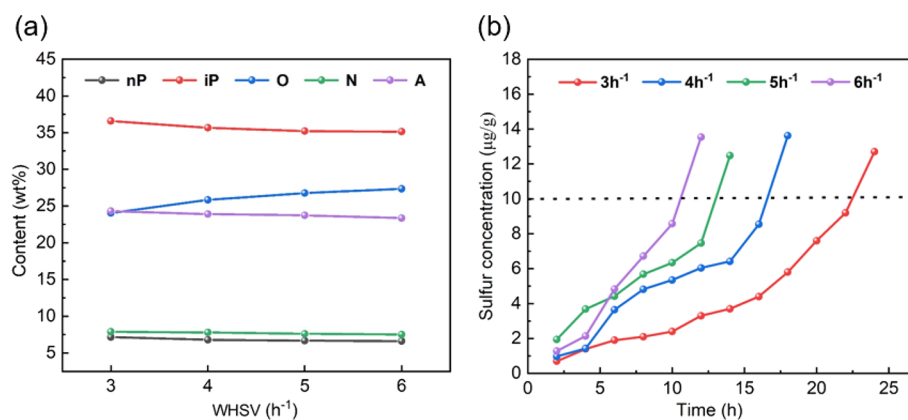 (a)
nP iP O N A
45
40
35
30
25
20
15
10
5
3 4 5 6
Content (wt%)
WHSV (h⁻¹)
(b)
3h⁻¹ 4h⁻¹ 5h⁻¹ 6h⁻¹
18
16
14
12
10
8
6
4
2
0
0 5 10 15 20 25
Sulfur concentration (μg/g)
Time (h)